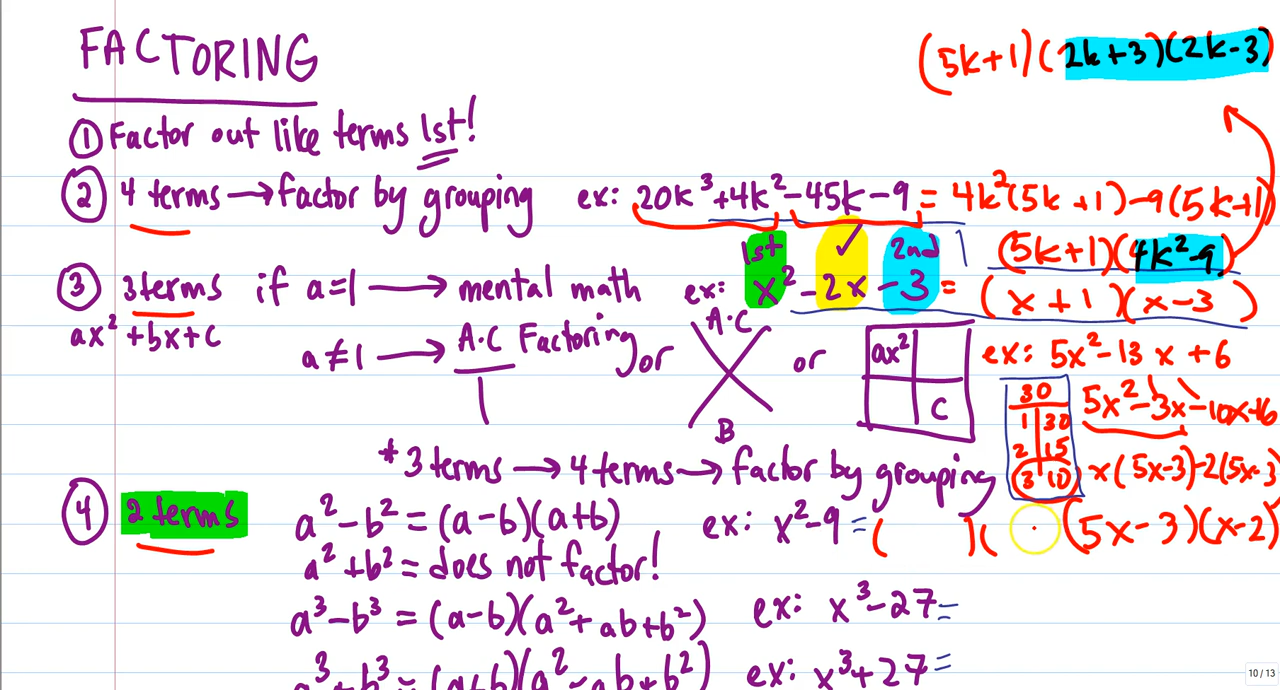 FACTORING
(5k+1)(2k+3)(2k-3)
① Factor out like terms 1st!
② 4 terms → factor by grouping ex: 20k³+4k²-45k-9 = 4k²(5k+1)-9(5k+1)
(5k+1)(4k²-9)
1st ✓ 2nd
③ 3 terms if a=1 → mental math ex: x²-2x-3 = (x+1)(x-3)
ax²+bx+c
a≠1 → A·C Factoring or A·C B or ax² C ex: 5x²-13x+6
30
1 30
2 15
3 10
5x²-3x-10x+6
x(5x-3)-2(5x-3)
(5x-3)(x-2)
*3 terms → 4 terms → factor by grouping
④ 2 terms a²-b²=(a-b)(a+b) ex: x²-9=( )(
a²+b²=does not factor!
a³-b³=(a-b)(a²+ab+b²) ex: x³-27=
a³+b³=(a+b)(a²-ab+b²) ex: x³+27=
10 / 13